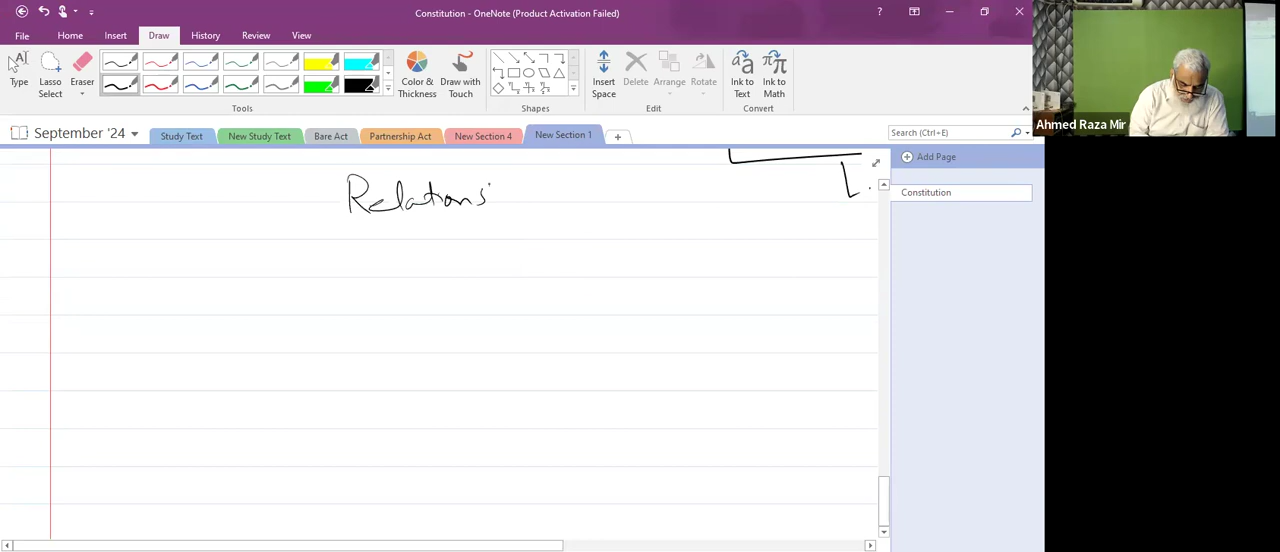 Constitution - OneNote (Product Activation Failed)
File Home Insert Draw History Review View
Type
Lasso Select
Eraser
Color & Thickness
Draw with Touch
Insert Space
Delete
Arrange
Rotate
Ink to Text
Ink to Math
Tools
Shapes
Edit
Convert
September '24
Study Text
New Study Text
Bare Act
Partnership Act
New Section 4
New Section 1
Search (Ctrl+E)
Add Page
Constitution
Relations
Ahmed Raza Mir